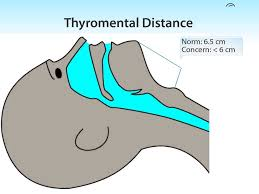 Thyromental Distance
Norm: 6.5 cm
Concern: < 6 cm